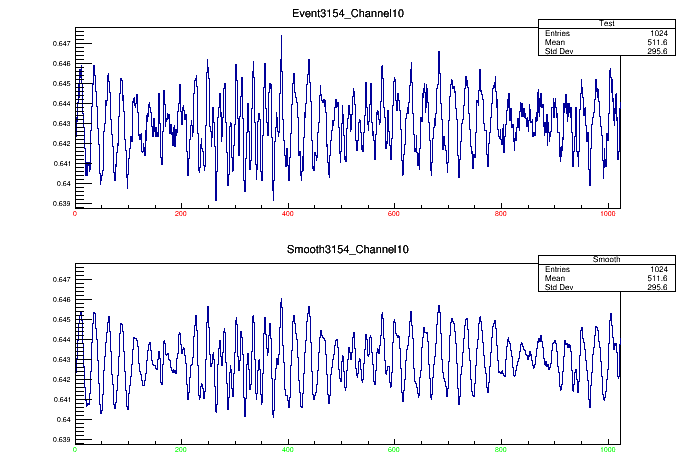 Event3154_Channel10
Test
Entries 1024
Mean 511.6
Std Dev 295.6
0.647
0.646
0.645
0.644
0.643
0.642
0.641
0.64
0.639
0 200 400 600 800 1000
Smooth3154_Channel10
Smooth
Entries 1024
Mean 511.6
Std Dev 295.6
0.647
0.646
0.645
0.644
0.643
0.642
0.641
0.64
0.639
0 200 400 600 800 1000